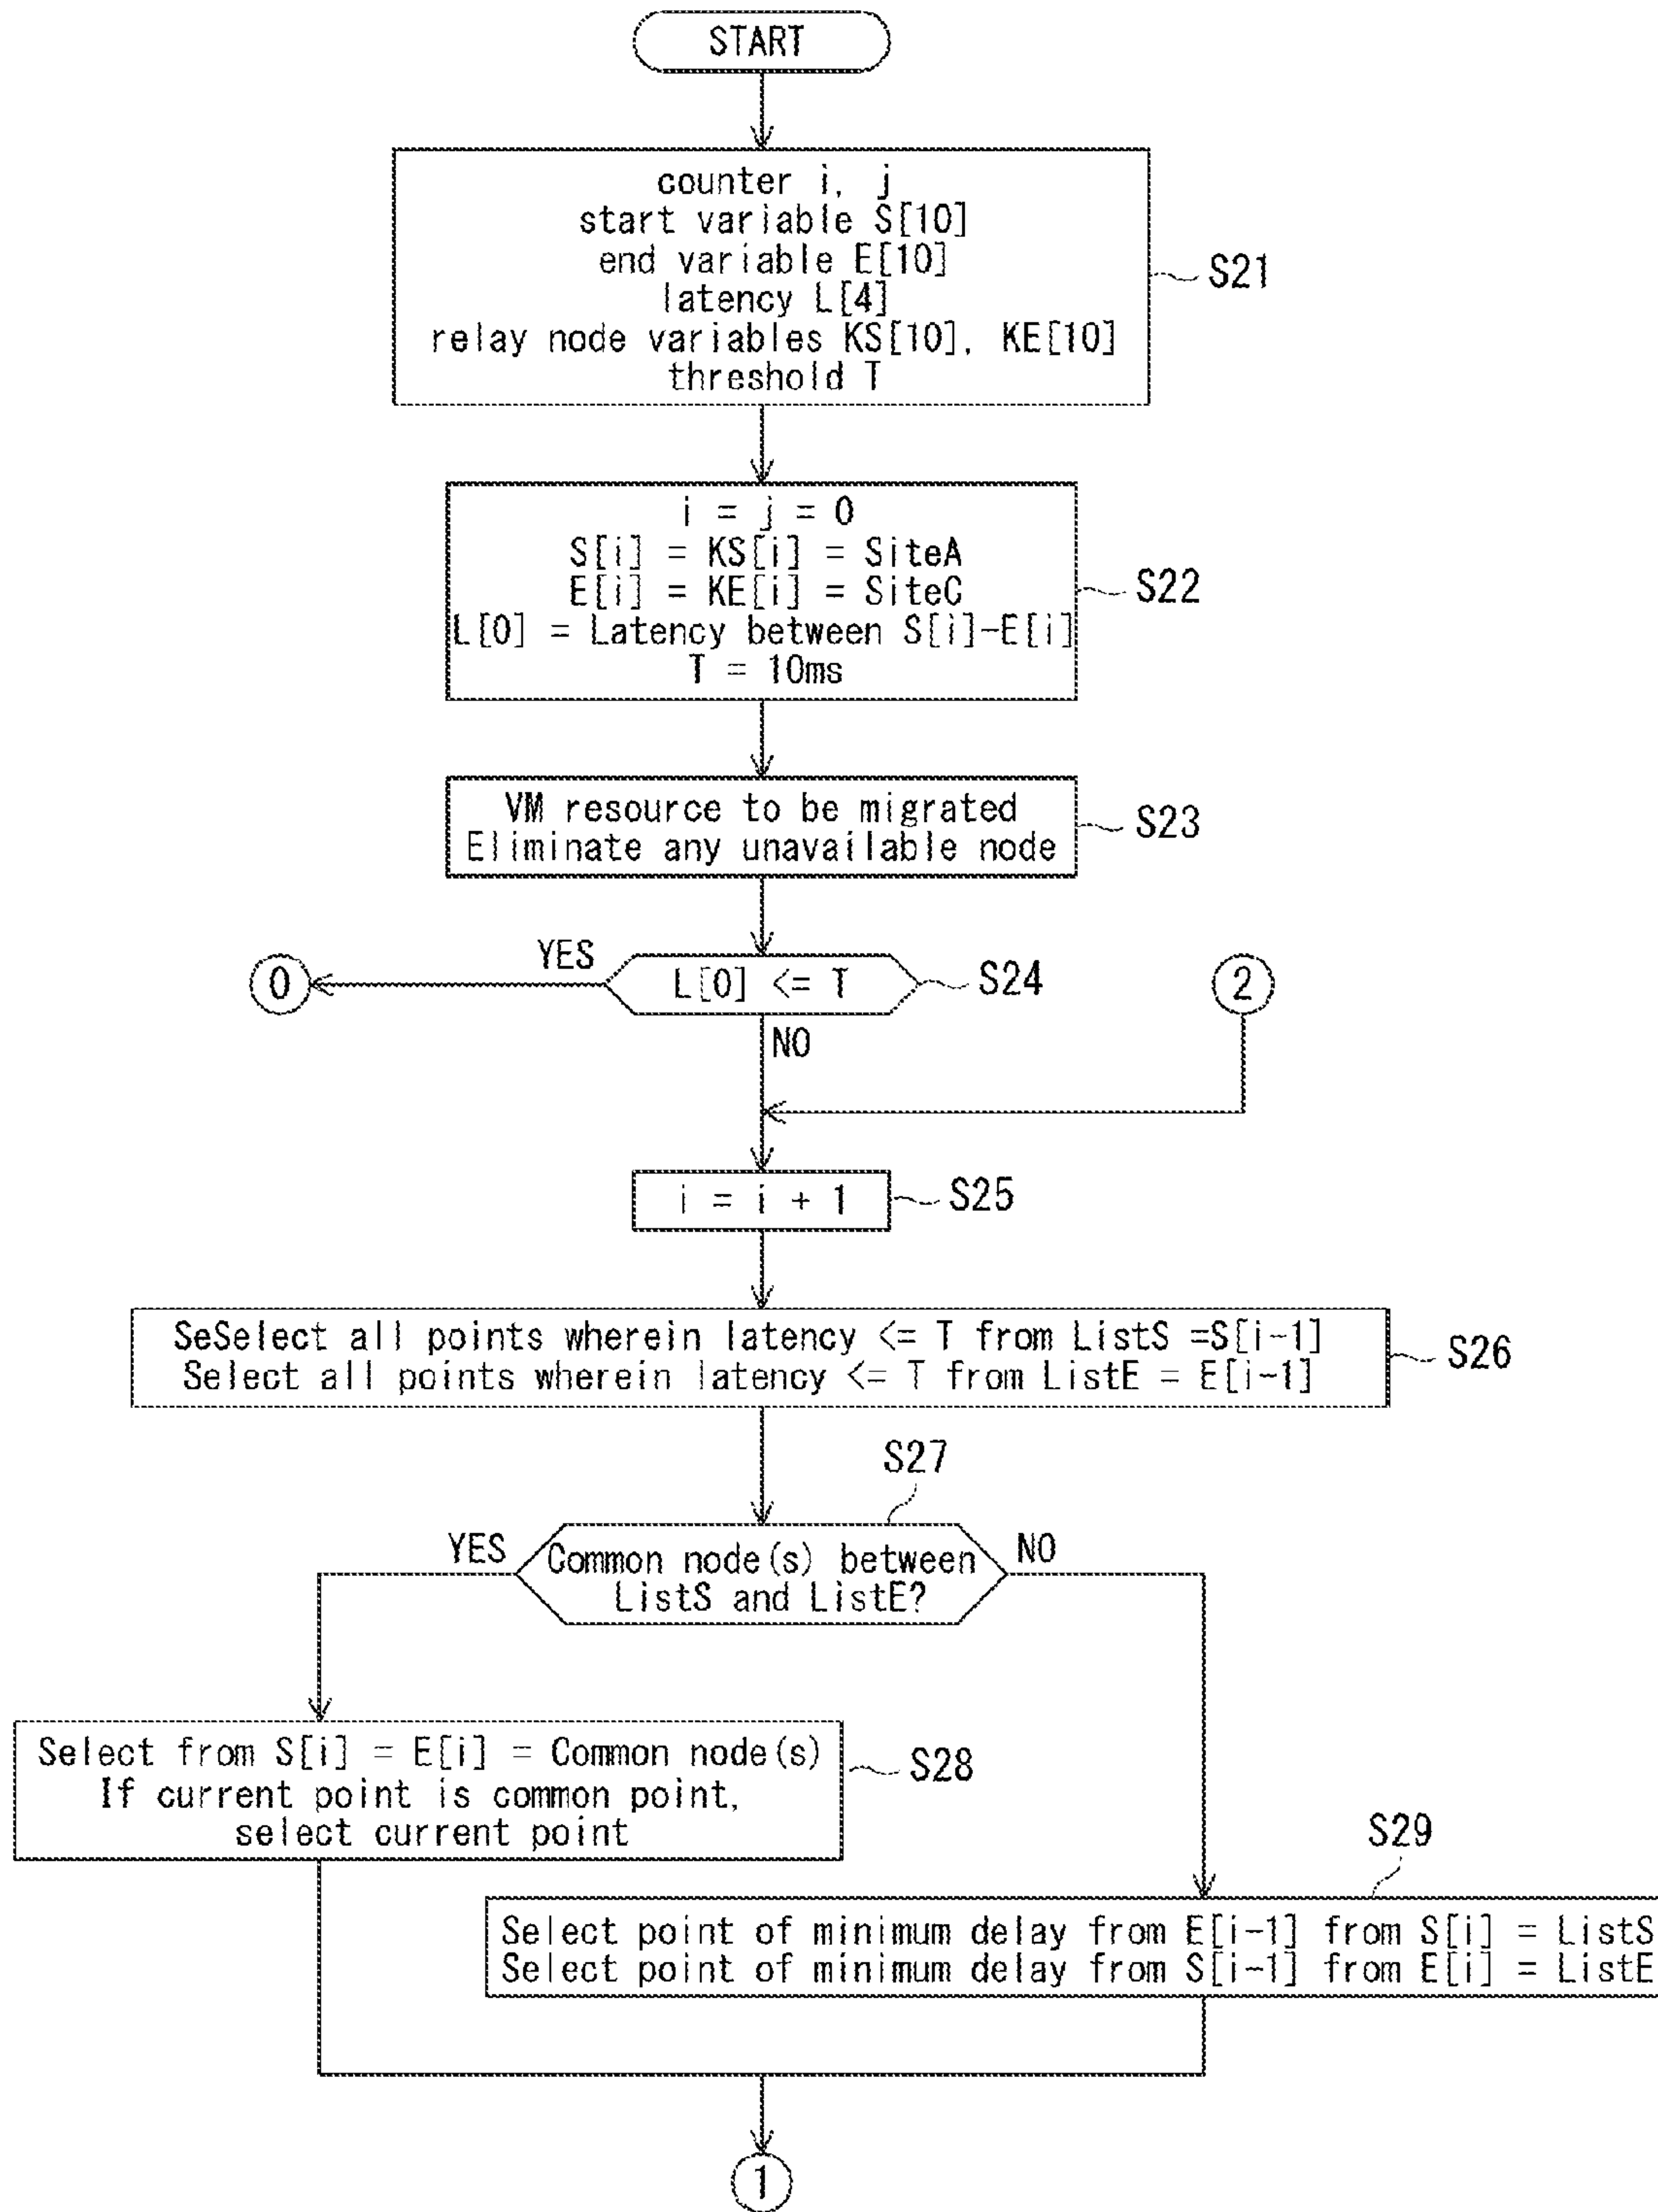 START
counter i, j
start variable S[10]
end variable E[10]
latency L[4]
relay node variables KS[10], KE[10]
threshold T
S21
i = j = 0
S[i] = KS[i] = SiteA
E[i] = KE[i] = SiteC
L[0] = Latency between S[i]-E[i]
T = 10ms
S22
VM resource to be migrated
Eliminate any unavailable node
S23
YES
0
L[0] <= T
S24
2
NO
i = i + 1
S25
SeSelect all points wherein latency <= T from ListS =S[i-1]
Select all points wherein latency <= T from ListE = E[i-1]
S26
S27
YES
Common node(s) between
ListS and ListE?
NO
Select from S[i] = E[i] = Common node(s)
If current point is common point,
select current point
S28
S29
Select point of minimum delay from E[i-1] from S[i] = ListS
Select point of minimum delay from S[i-1] from E[i] = ListE
1